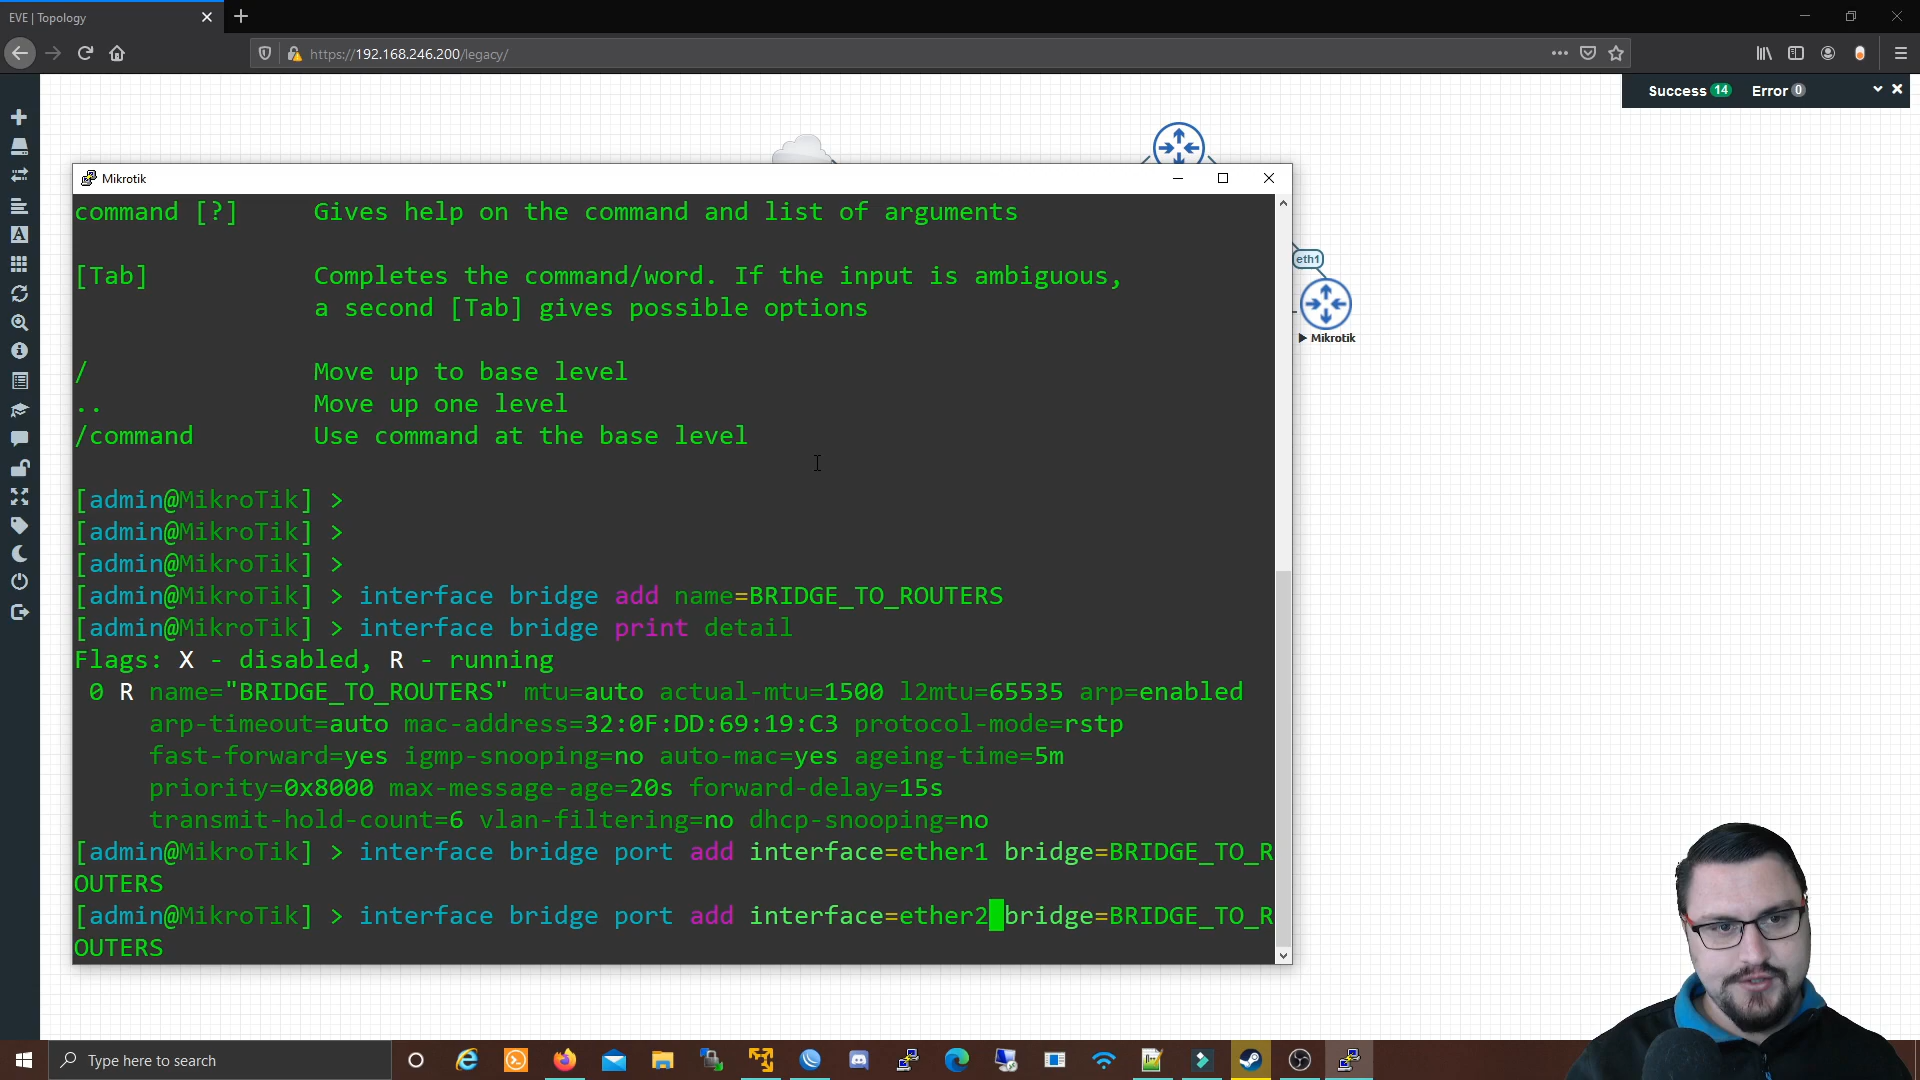 EVE | Topology
https://192.168.246.200/legacy/
Success 14 Error 0
Mikrotik
command [?] Gives help on the command and list of arguments
[Tab] Completes the command/word. If the input is ambiguous,
a second [Tab] gives possible options
/ Move up to base level
.. Move up one level
/command Use command at the base level
[admin@MikroTik] >
[admin@MikroTik] >
[admin@MikroTik] >
[admin@MikroTik] > interface bridge add name=BRIDGE_TO_ROUTERS
[admin@MikroTik] > interface bridge print detail
Flags: X - disabled, R - running
0 R name="BRIDGE_TO_ROUTERS" mtu=auto actual-mtu=1500 l2mtu=65535 arp=enabled
arp-timeout=auto mac-address=32:0F:DD:69:19:C3 protocol-mode=rstp
fast-forward=yes igmp-snooping=no auto-mac=yes ageing-time=5m
priority=0x8000 max-message-age=20s forward-delay=15s
transmit-hold-count=6 vlan-filtering=no dhcp-snooping=no
[admin@MikroTik] > interface bridge port add interface=ether1 bridge=BRIDGE_TO_R
OUTERS
[admin@MikroTik] > interface bridge port add interface=ether2 bridge=BRIDGE_TO_R
OUTERS
eth1
Mikrotik
Type here to search